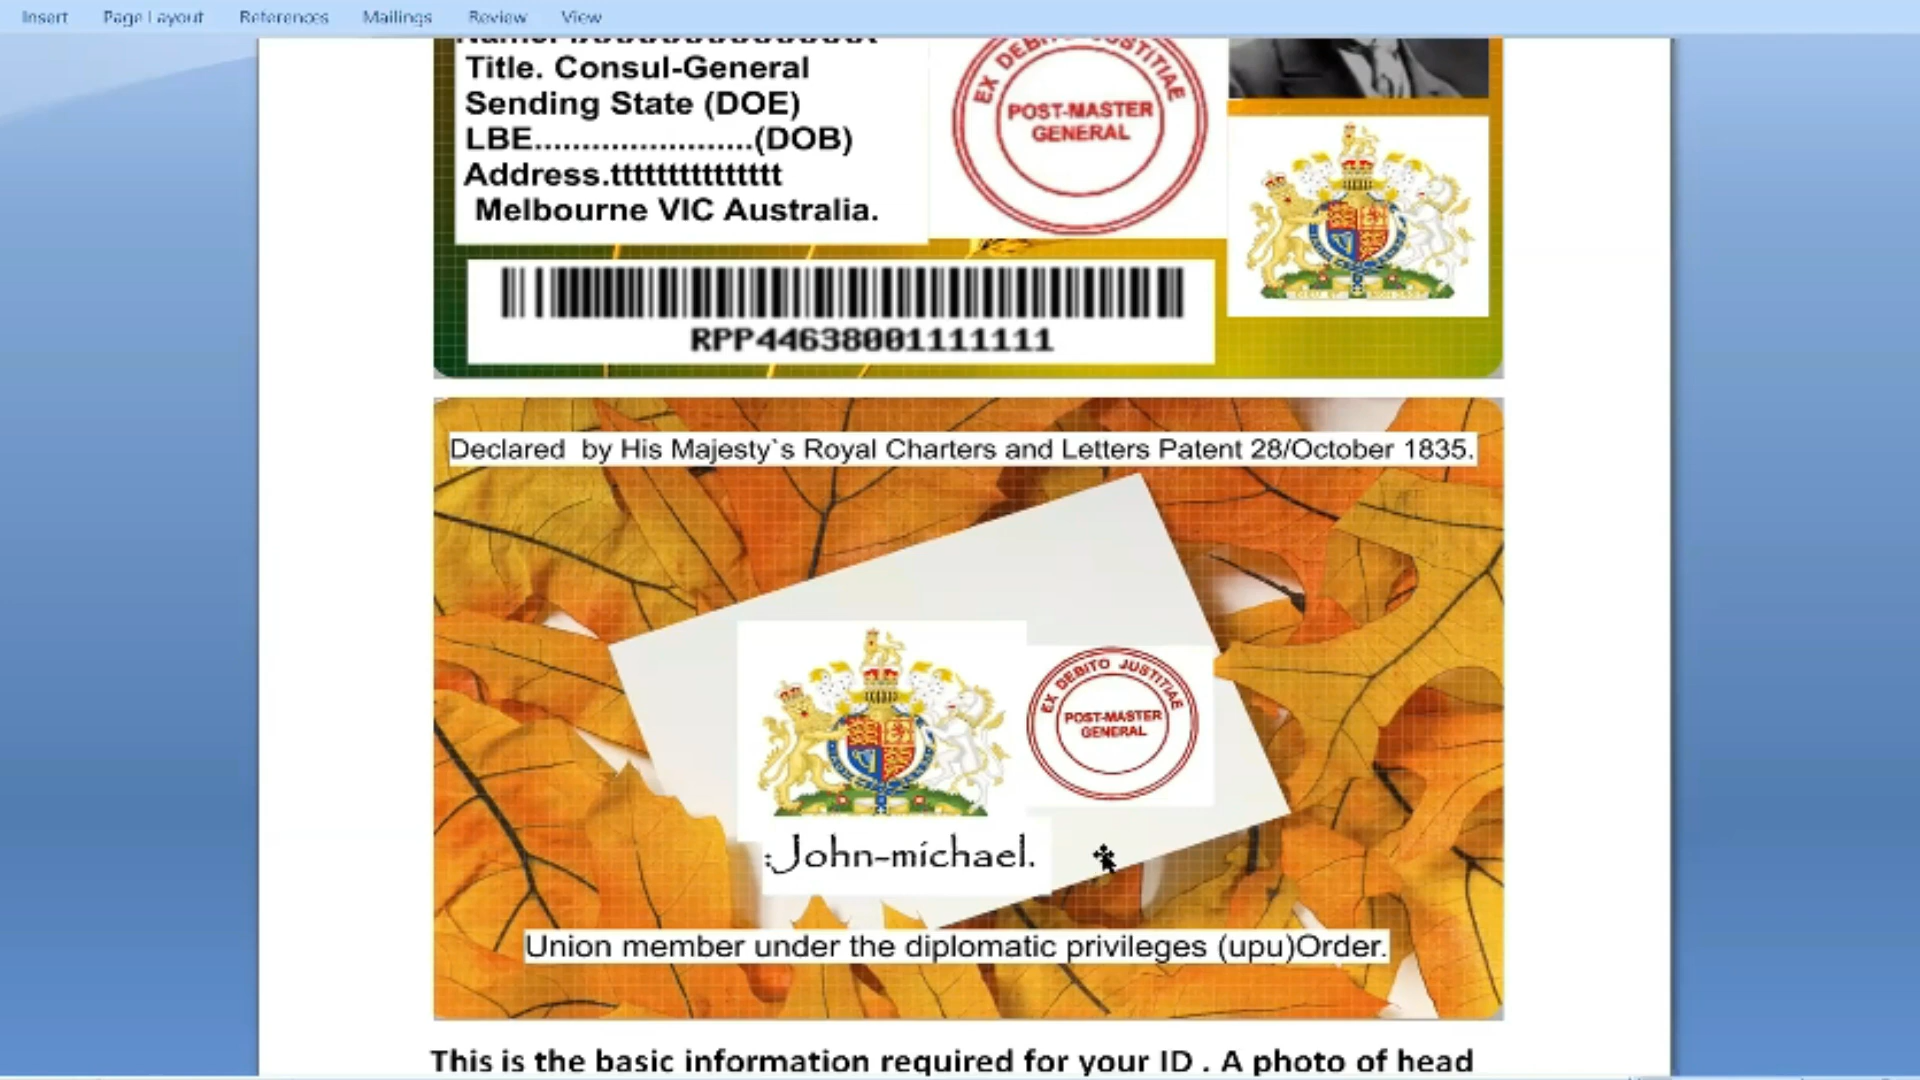 Insert Page Layout References Mailings Review View
Title. Consul-General
Sending State (DOE)
LBE.......................(DOB)
Address.ttttttttttttttt
Melbourne VIC Australia.
EX DEBITO JUSTITIAE
POST-MASTER
GENERAL
RPP44638001111111
Declared by His Majesty`s Royal Charters and Letters Patent 28/October 1835.
EX DEBITO JUSTITIAE
POST-MASTER
GENERAL
:John-michael.
Union member under the diplomatic privileges (upu)Order.
This is the basic information required for your ID . A photo of head